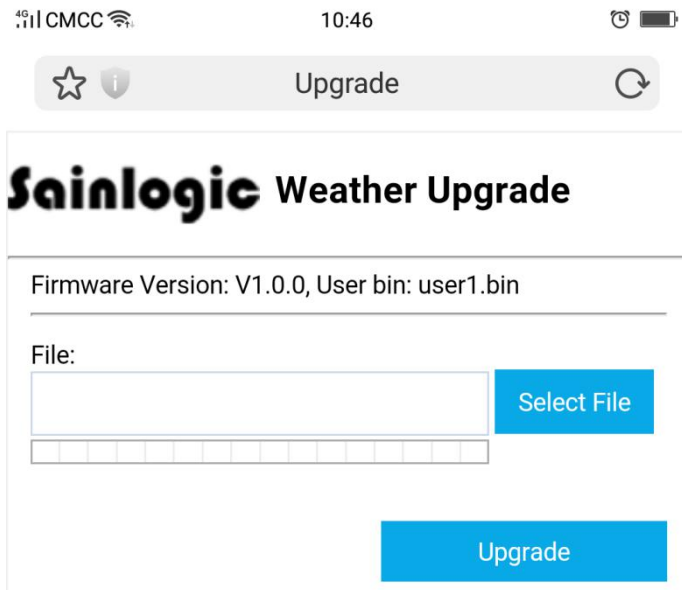 4G CMCC 10:46
Upgrade
Sainlogic Weather Upgrade
Firmware Version: V1.0.0, User bin: user1.bin
File:
Select File
Upgrade